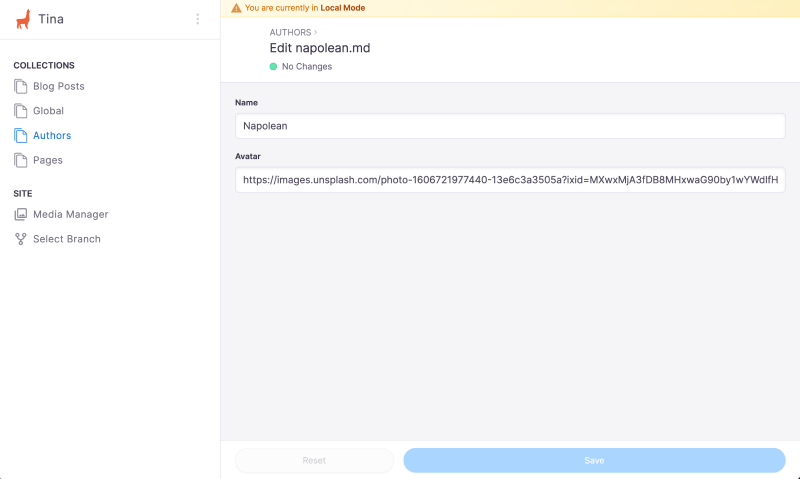 Tina
You are currently in Local Mode
AUTHORS ›
Edit napolean.md
No Changes
COLLECTIONS
Blog Posts
Global
Authors
Pages
SITE
Media Manager
Select Branch
Name
Napolean
Avatar
https://images.unsplash.com/photo-1606721977440-13e6c3a3505a?ixid=MXwxMjA3fDB8MHxwaG90by1wYWdlfH
Reset
Save